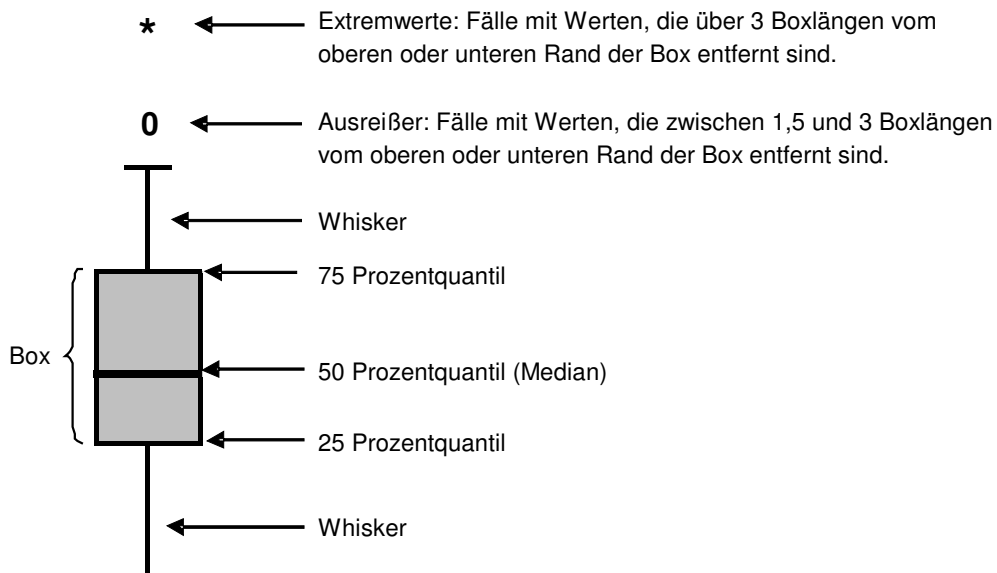 * Extremwerte: Fälle mit Werten, die über 3 Boxlängen vom
oberen oder unteren Rand der Box entfernt sind.
0 Ausreißer: Fälle mit Werten, die zwischen 1,5 und 3 Boxlängen
vom oberen oder unteren Rand der Box entfernt sind.
Whisker
75 Prozentquantil
Box
50 Prozentquantil (Median)
25 Prozentquantil
Whisker